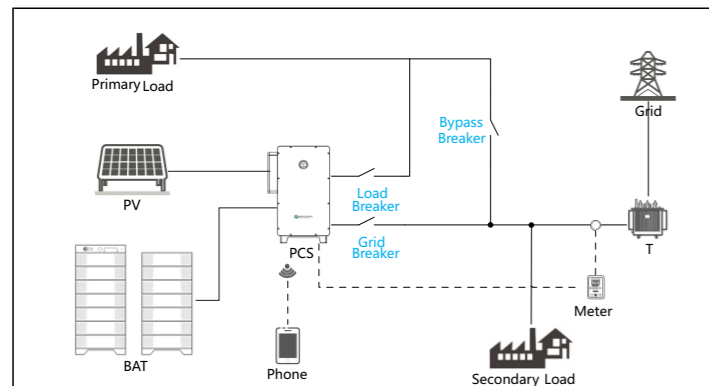 Primary Load
Grid
Bypass
Breaker
PV
Load
Breaker
Grid
Breaker
PCS
T
Meter
BAT
Phone
Secondary Load